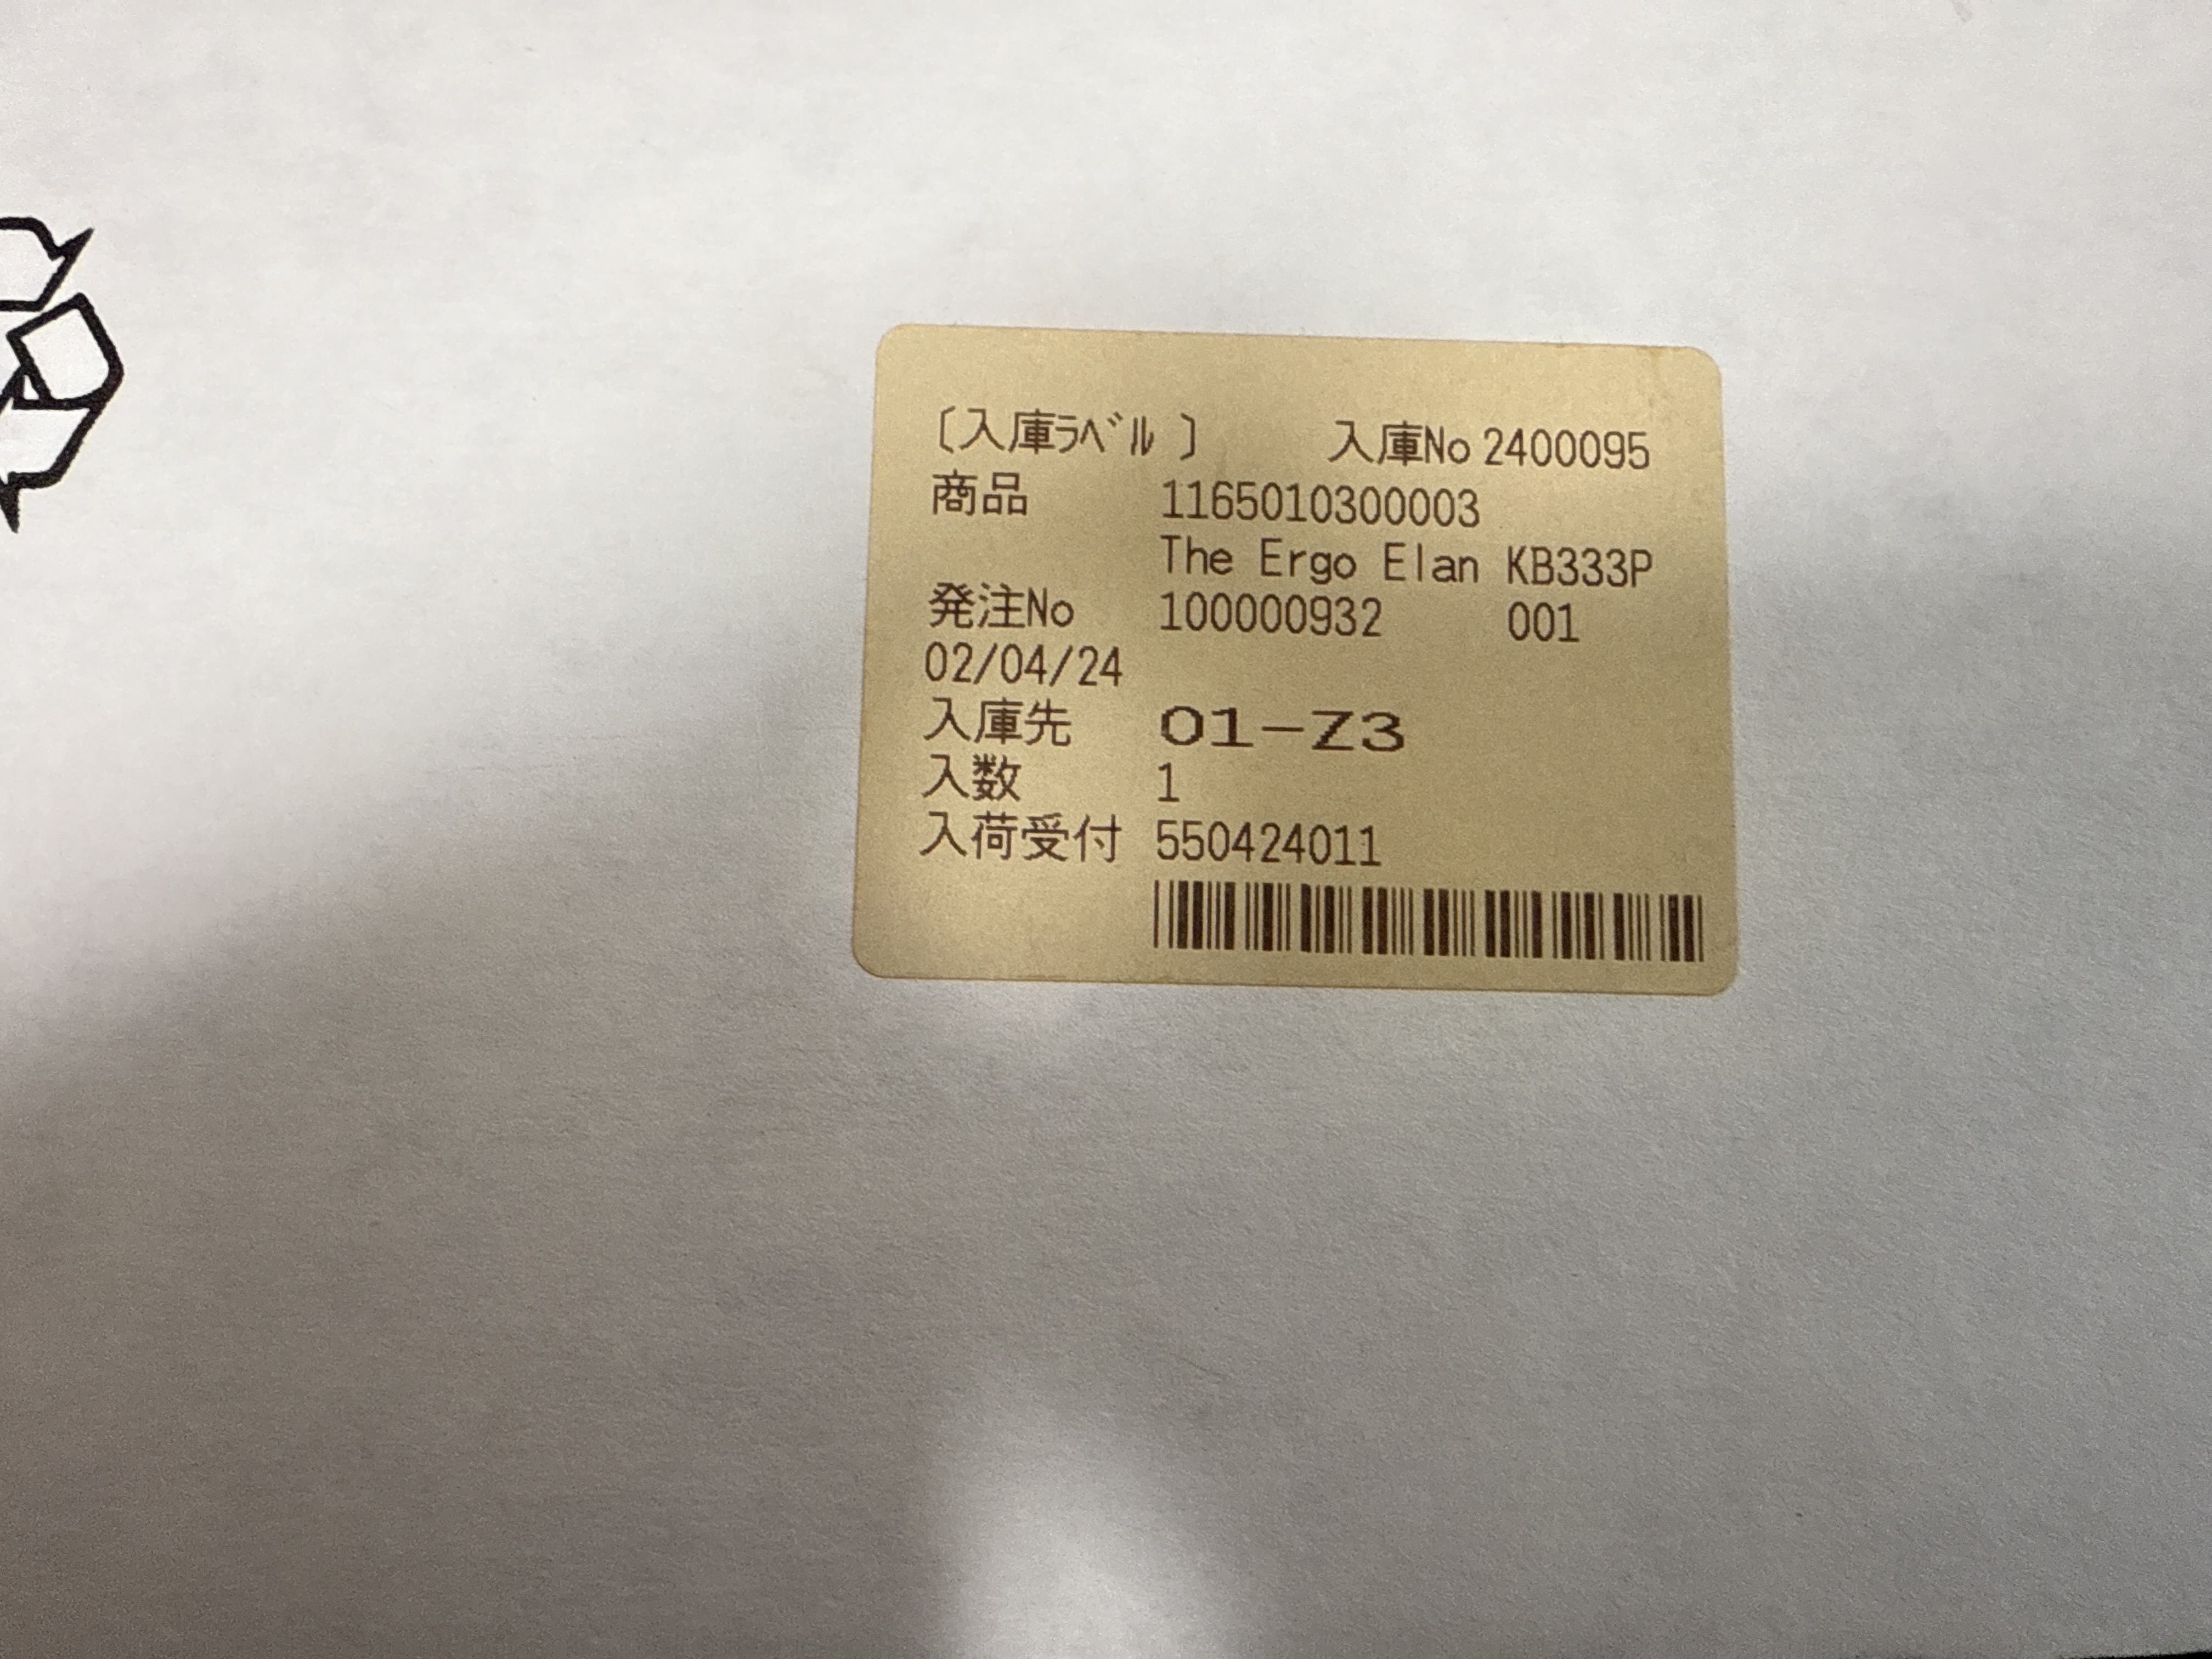 〔入庫ﾗﾍﾞﾙ 〕 入庫No 2400095
商品 1165010300003
The Ergo Elan KB333P
発注No 100000932 001
02/04/24
入庫先 01-Z3
入数 1
入荷受付 550424011